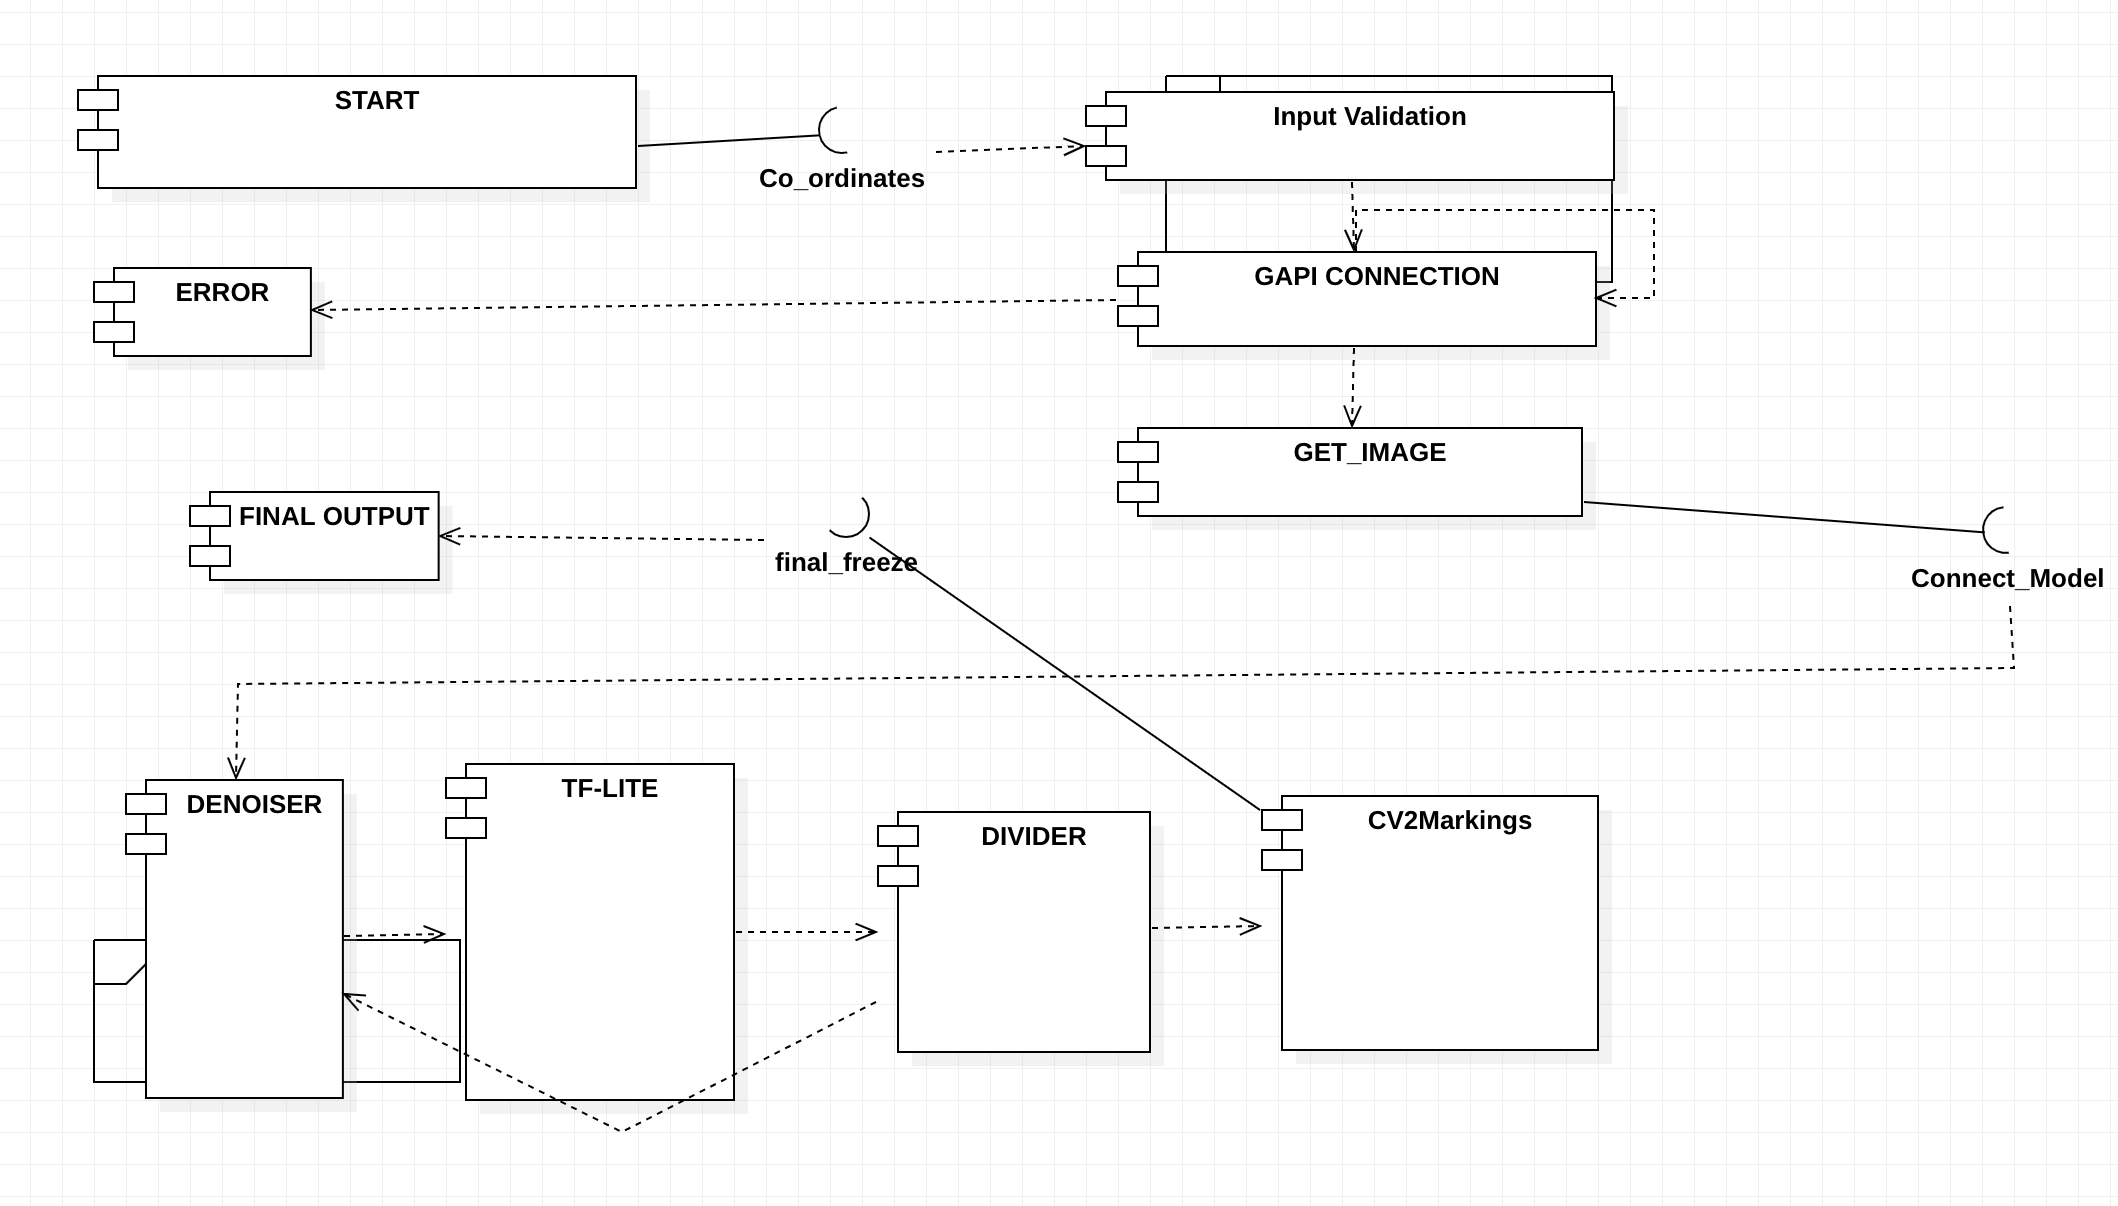 START
Input Validation
Co_ordinates
GAPI CONNECTION
ERROR
GET_IMAGE
FINAL OUTPUT
final_freeze
Connect_Model
DENOISER
TF-LITE
DIVIDER
CV2Markings